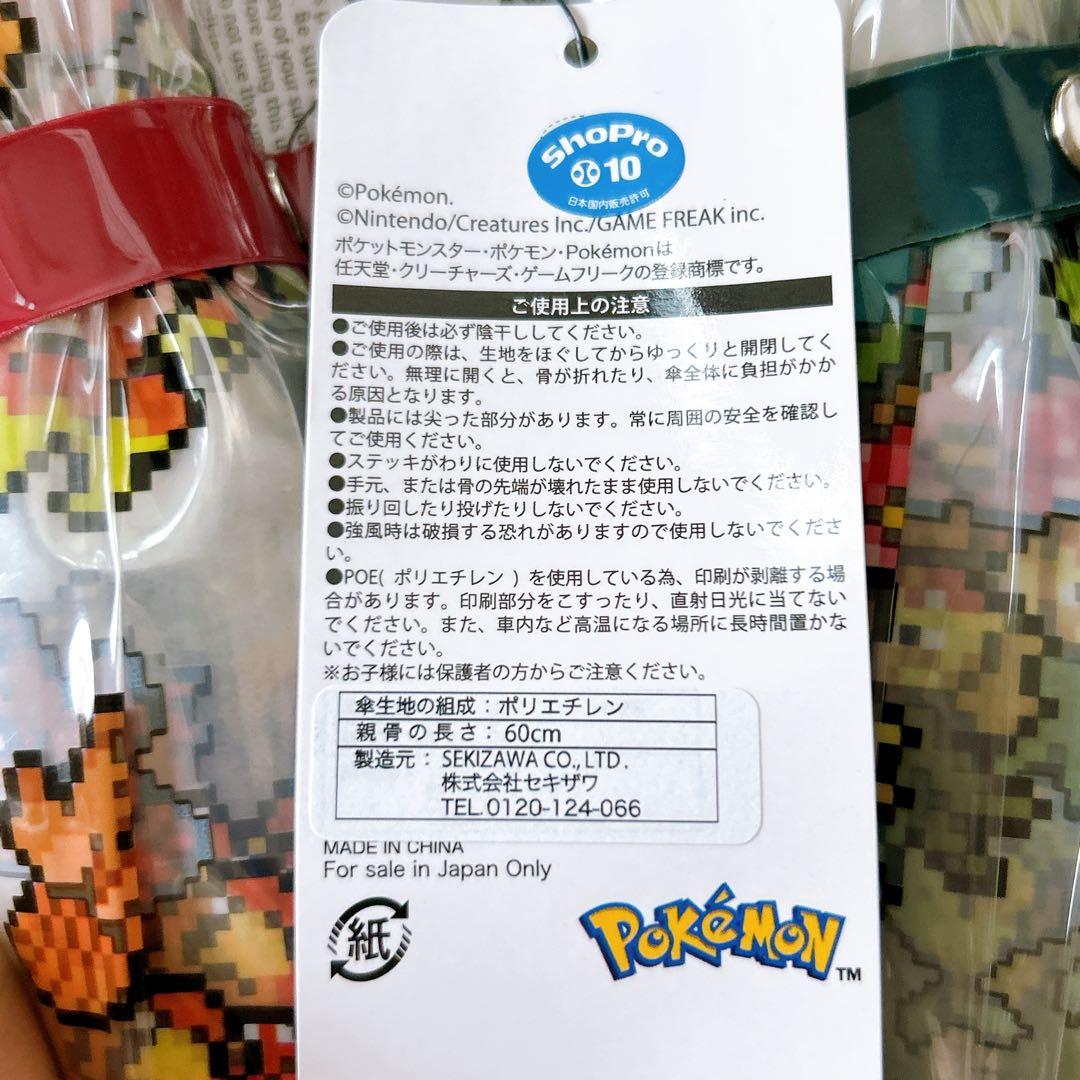 ShoPro
10
日本国内販売許可
©Pokémon.
©Nintendo/Creatures Inc./GAME FREAK inc.
ポケットモンスター・ポケモン・Pokémonは
任天堂・クリーチャーズ・ゲームフリークの登録商標です。
ご使用上の注意
●ご使用後は必ず陰干ししてください。
●ご使用の際は、生地をほぐしてからゆっくりと開閉してく
ださい。無理に開くと、骨が折れたり、傘全体に負担がかか
る原因となります。
●製品には尖った部分があります。常に周囲の安全を確認し
てご使用ください。
●ステッキがわりに使用しないでください。
●手元、または骨の先端が壊れたまま使用しないでください。
●振り回したり投げたりしないでください。
●強風時は破損する恐れがありますので使用しないでくださ
い。
●POE( ポリエチレン ) を使用している為、印刷が剥離する場
合があります。印刷部分をこすったり、直射日光に当てない
でください。また、車内など高温になる場所に長時間置かな
いでください。
※お子様には保護者の方からご注意ください。
傘生地の組成：ポリエチレン
親骨の長さ：60cm
製造元：SEKIZAWA CO., LTD.
株式会社セキザワ
TEL.0120-124-066
MADE IN CHINA
For sale in Japan Only
紙
POKéMON TM